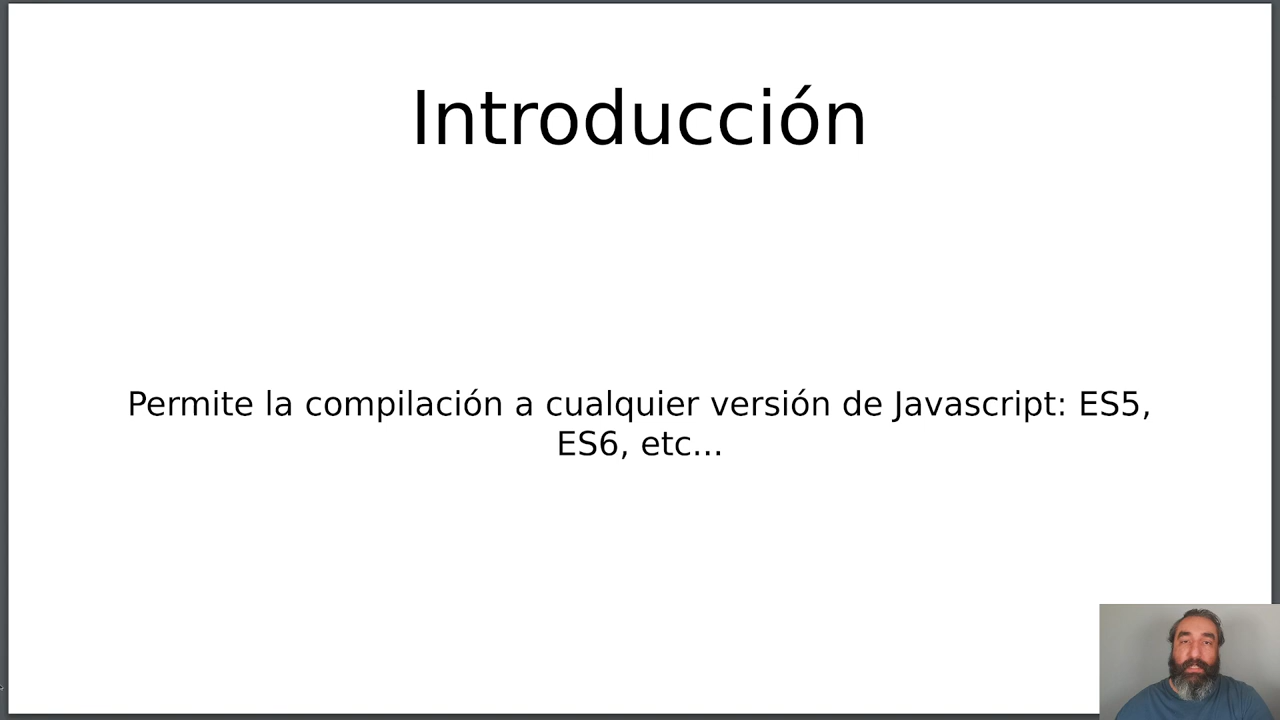 Introducción
Permite la compilación a cualquier versión de Javascript: ES5,
ES6, etc...